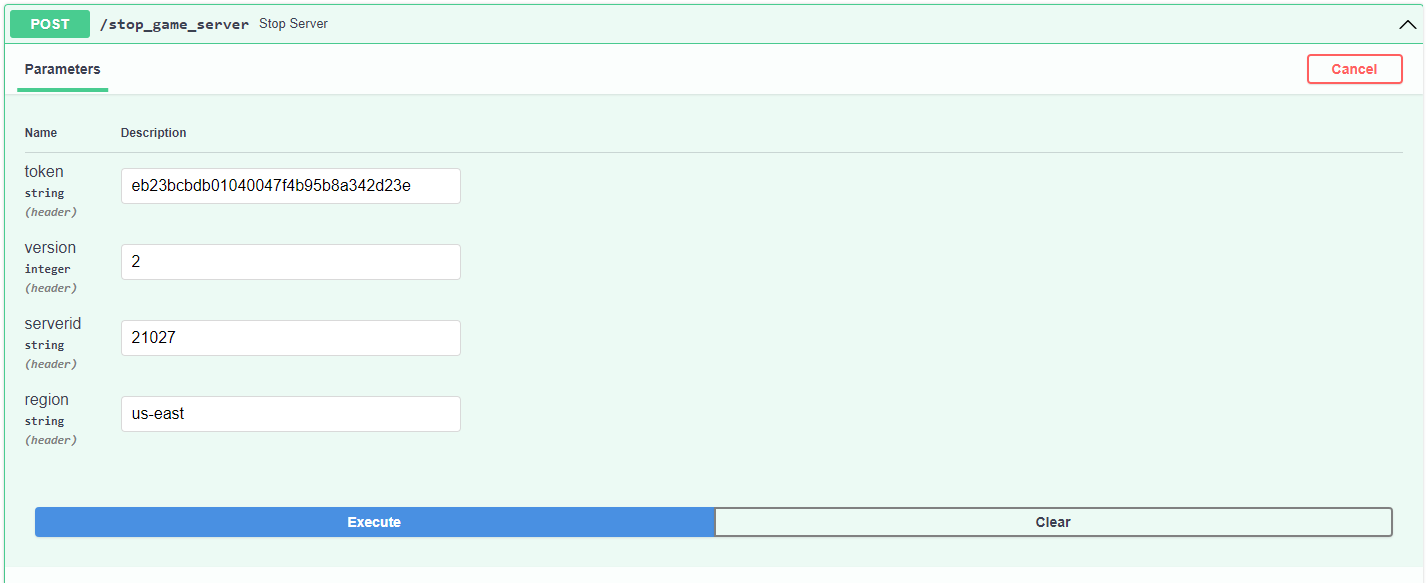 POST /stop_game_server Stop Server
Parameters Cancel
Name Description
token
string
(header)
eb23bcbdb01040047f4b95b8a342d23e
version
integer
(header)
2
serverid
string
(header)
21027
region
string
(header)
us-east
Execute Clear